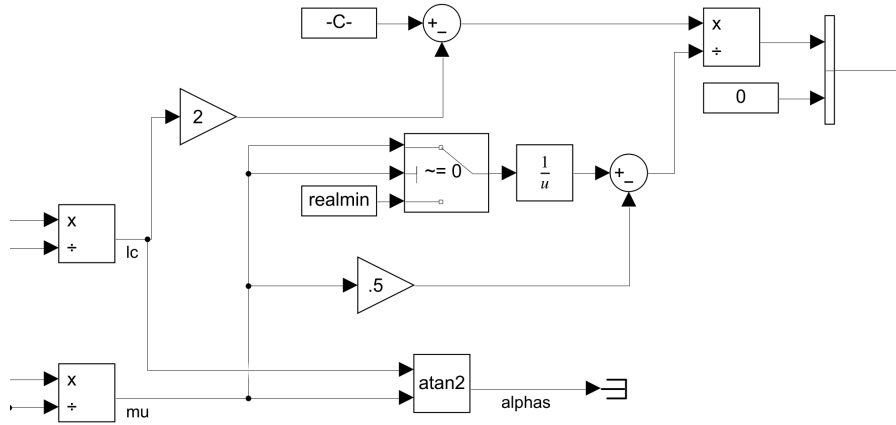 -C-
+
−
×
÷
2
0
~= 0
1
u
+
−
realmin
×
÷
lc
.5
×
÷
mu
atan2
alphas